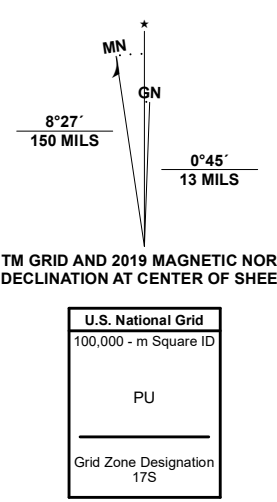 ★
MN
GN
8°27´
150 MILS
0°45´
13 MILS
TM GRID AND 2019 MAGNETIC NOR
DECLINATION AT CENTER OF SHEE
U.S. National Grid
100,000 - m Square ID
PU
Grid Zone Designation
17S